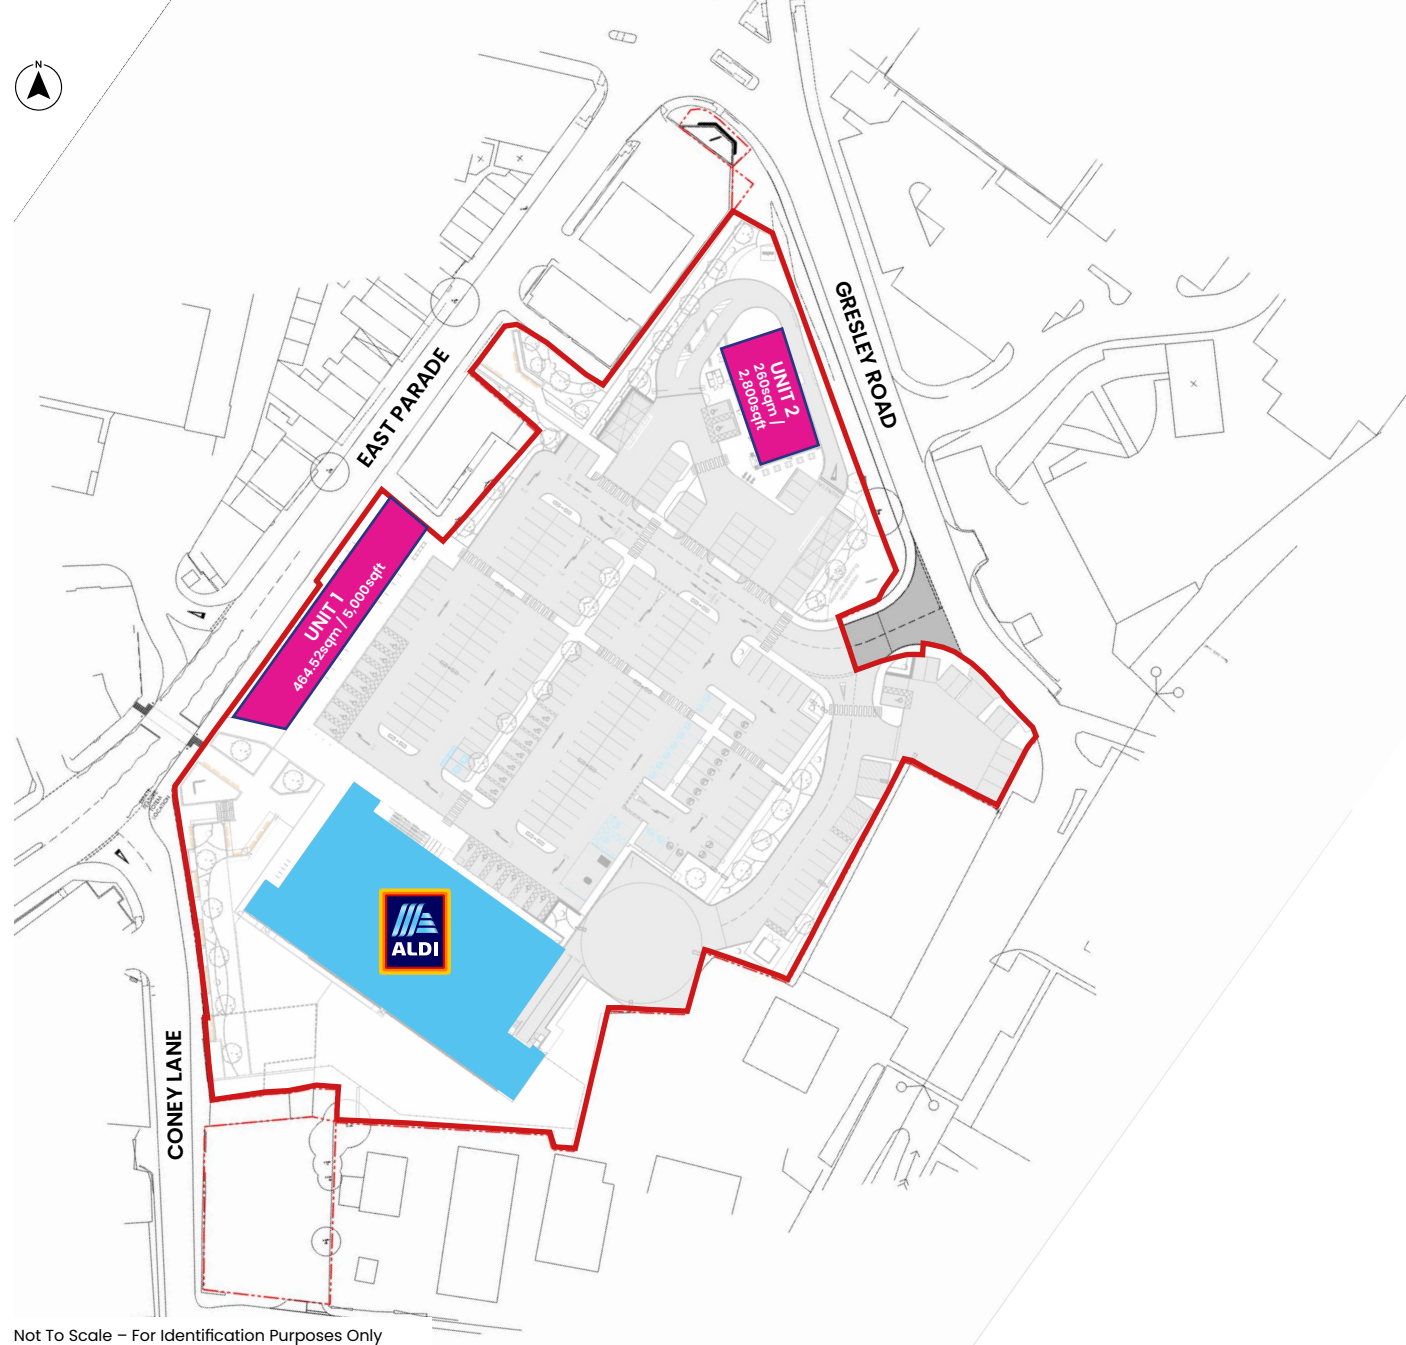 N
EAST PARADE
GRESLEY ROAD
UNIT 2
260sqm /
2,800sqft
UNIT 1
464.52sqm / 5,000sqft
ALDI
CONEY LANE
Not To Scale – For Identification Purposes Only